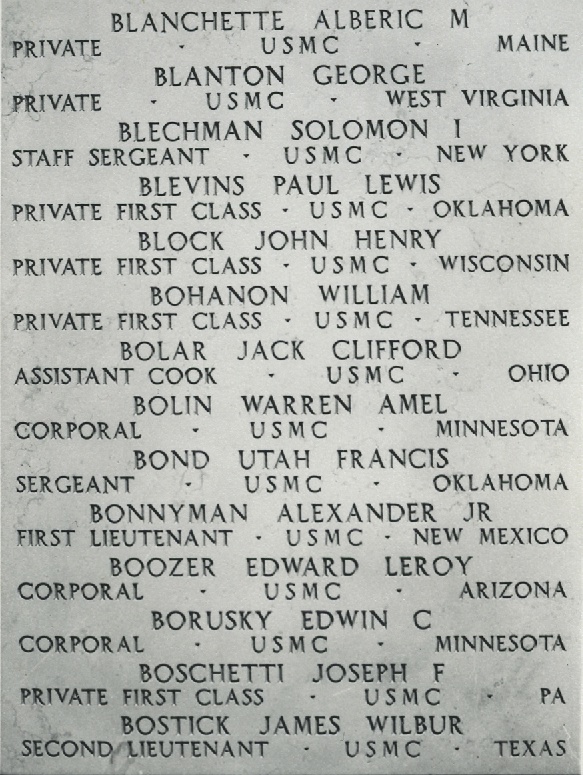 BLANCHETTE ALBERIC M
PRIVATE · USMC · MAINE
BLANTON GEORGE
PRIVATE · USMC · WEST VIRGINIA
BLECHMAN SOLOMON I
STAFF SERGEANT · USMC · NEW YORK
BLEVINS PAUL LEWIS
PRIVATE FIRST CLASS · USMC · OKLAHOMA
BLOCK JOHN HENRY
PRIVATE FIRST CLASS · USMC · WISCONSIN
BOHANON WILLIAM
PRIVATE FIRST CLASS · USMC · TENNESSEE
BOLAR JACK CLIFFORD
ASSISTANT COOK · USMC · OHIO
BOLIN WARREN AMEL
CORPORAL · USMC · MINNESOTA
BOND UTAH FRANCIS
SERGEANT · USMC · OKLAHOMA
BONNYMAN ALEXANDER JR
FIRST LIEUTENANT · USMC · NEW MEXICO
BOOZER EDWARD LEROY
CORPORAL · USMC · ARIZONA
BORUSKY EDWIN C
CORPORAL · USMC · MINNESOTA
BOSCHETTI JOSEPH F
PRIVATE FIRST CLASS · USMC · PA
BOSTICK JAMES WILBUR
SECOND LIEUTENANT · USMC · TEXAS